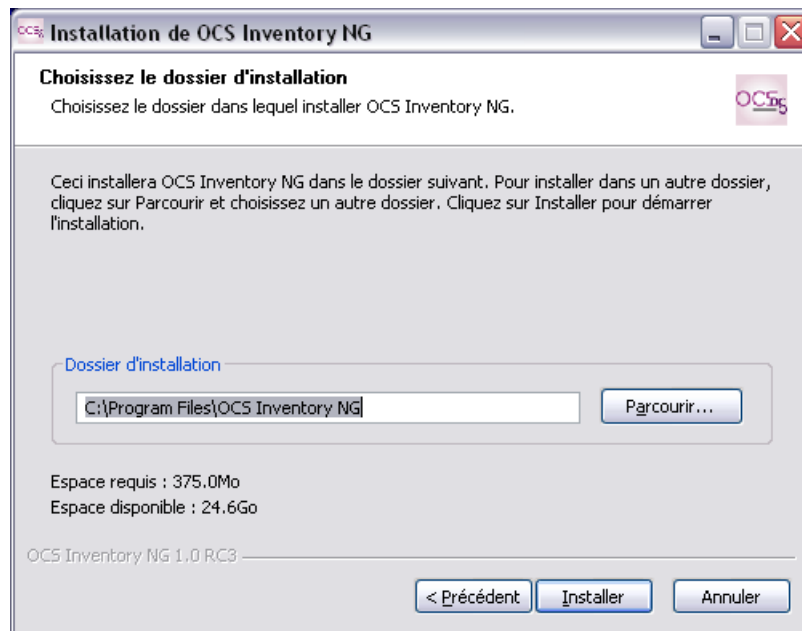 Installation de OCS Inventory NG
Choisissez le dossier d'installation
Choisissez le dossier dans lequel installer OCS Inventory NG.
Ceci installera OCS Inventory NG dans le dossier suivant. Pour installer dans un autre dossier,
cliquez sur Parcourir et choisissez un autre dossier. Cliquez sur Installer pour démarrer
l'installation.
Dossier d'installation
C:\Program Files\OCS Inventory NG
Parcourir...
Espace requis : 375.0Mo
Espace disponible : 24.6Go
OCS Inventory NG 1.0 RC3
< Précédent
Installer
Annuler